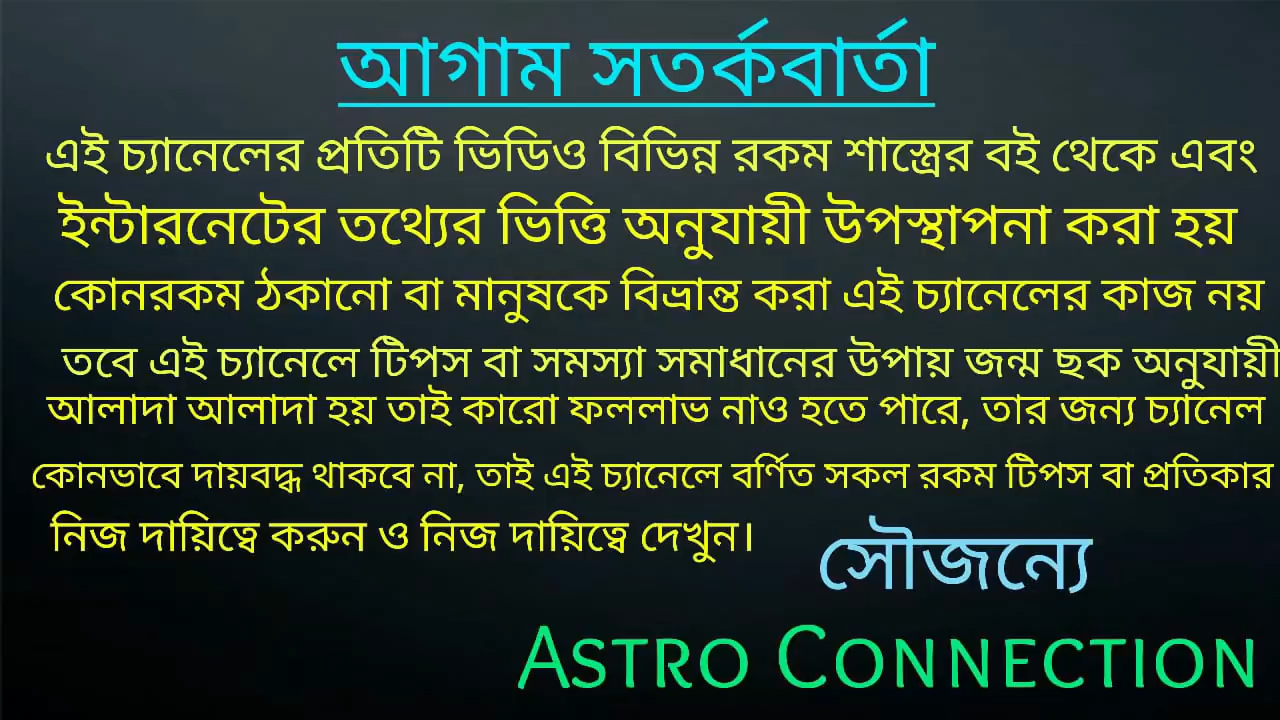 আগাম সতর্কবার্তা
এই চ্যানেলের প্রতিটি ভিডিও বিভিন্ন রকম শাস্ত্রের বই থেকে এবং
ইন্টারনেটের তথ্যের ভিত্তি অনুযায়ী উপস্থাপনা করা হয়
কোনরকম ঠকানো বা মানুষকে বিভ্রান্ত করা এই চ্যানেলের কাজ নয়
তবে এই চ্যানেলে টিপস বা সমস্যা সমাধানের উপায় জন্ম ছক অনুযায়ী
আলাদা আলাদা হয় তাই কারো ফললাভ নাও হতে পারে, তার জন্য চ্যানেল
কোনভাবে দায়বদ্ধ থাকবে না, তাই এই চ্যানেলে বর্ণিত সকল রকম টিপস বা প্রতিকার
নিজ দায়িত্বে করুন ও নিজ দায়িত্বে দেখুন।
সৌজন্যে
Astro Connection